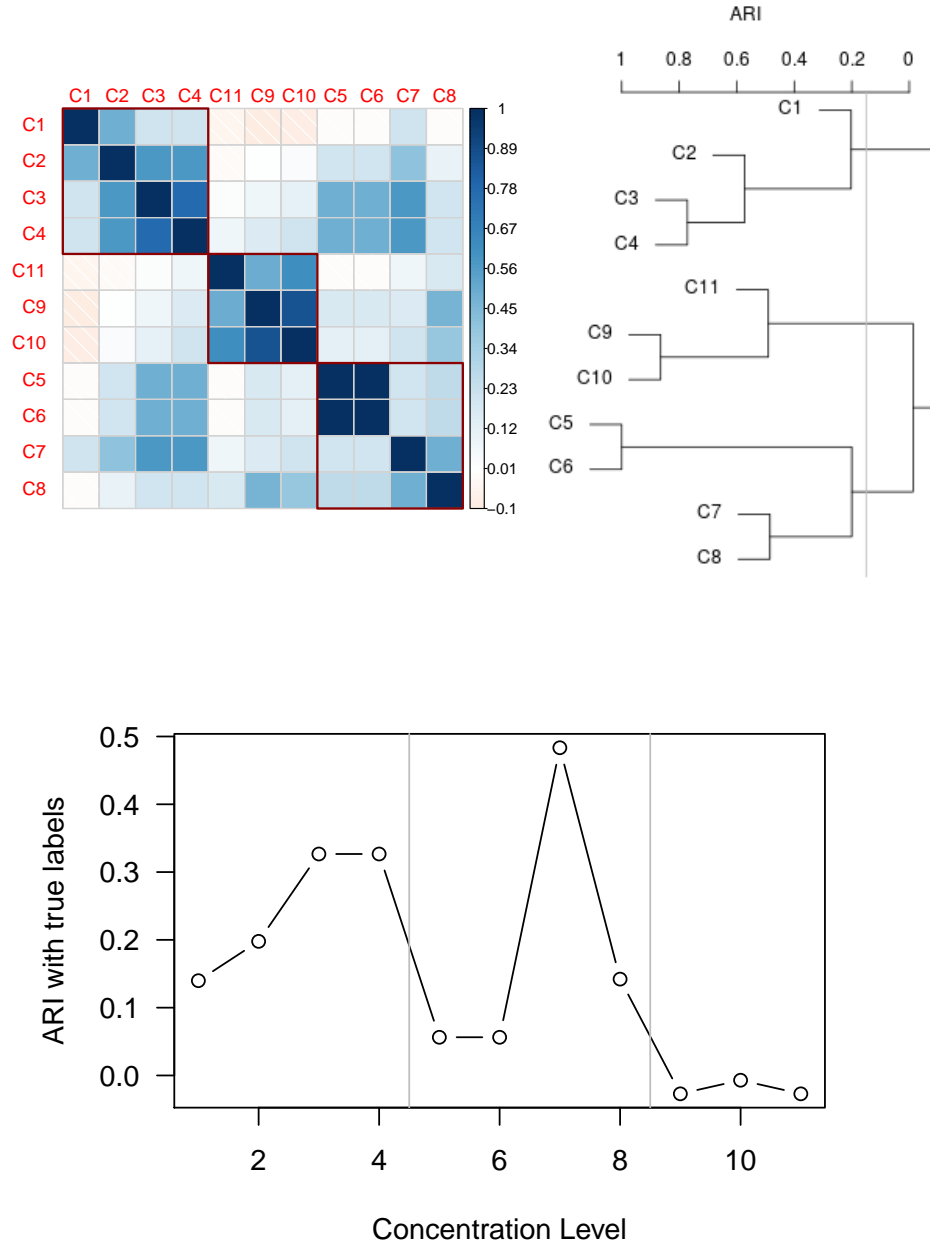 ARI
1 0.8 0.6 0.4 0.2 0
C1 C2 C3 C4 C11 C9 C10 C5 C6 C7 C8
C1
C2
C3
C4
C11
C9
C10
C5
C6
C7
C8
1
0.89
0.78
0.67
0.56
0.45
0.34
0.23
0.12
0.01
−0.1
C1
C2
C3
C4
C11
C9
C10
C5
C6
C7
C8
ARI with true labels
0.5
0.4
0.3
0.2
0.1
0.0
2 4 6 8 10
Concentration Level